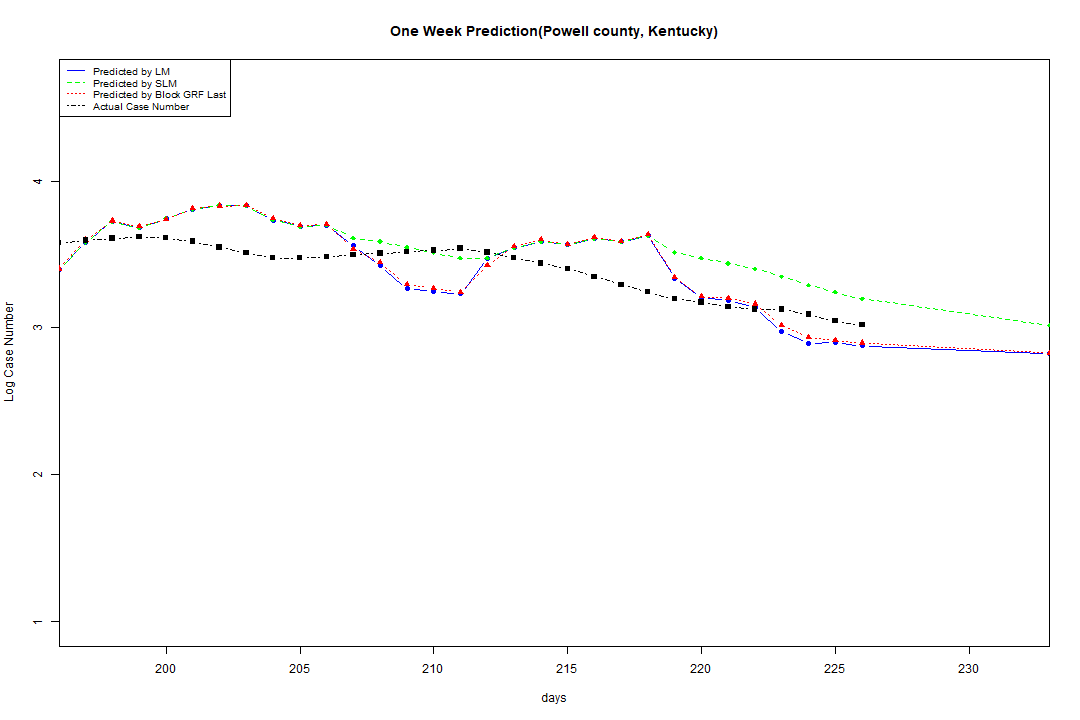 One Week Prediction(Powell county, Kentucky)
Predicted by LM
Predicted by SLM
Predicted by Block GRF Last
Actual Case Number
4
3
2
1
Log Case Number
200 205 210 215 220 225 230
days